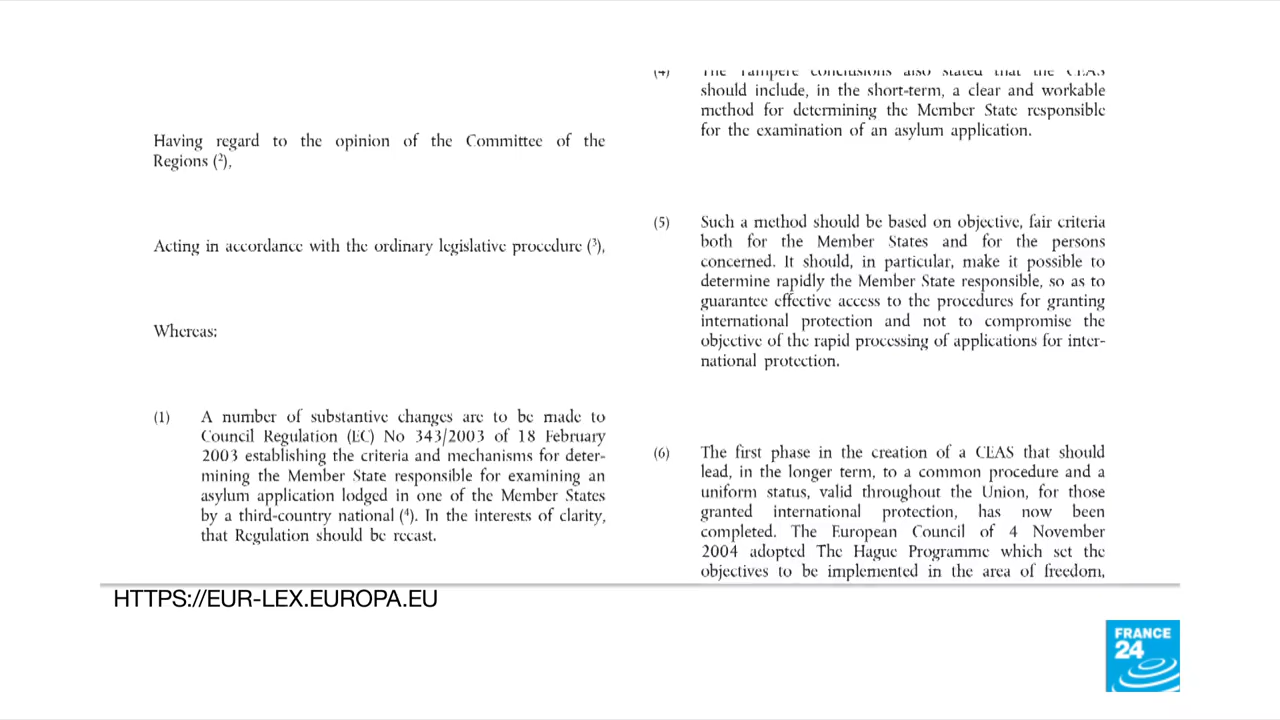 Having regard to the opinion of the Committee of the
Regions (²),
Acting in accordance with the ordinary legislative procedure (³),
Whereas:
(1) A number of substantive changes are to be made to
Council Regulation (EC) No 343/2003 of 18 February
2003 establishing the criteria and mechanisms for deter-
mining the Member State responsible for examining an
asylum application lodged in one of the Member States
by a third-country national (⁴). In the interests of clarity,
that Regulation should be recast.
(4) The Tampere conclusions also stated that the CEAS
should include, in the short-term, a clear and workable
method for determining the Member State responsible
for the examination of an asylum application.
(5) Such a method should be based on objective, fair criteria
both for the Member States and for the persons
concerned. It should, in particular, make it possible to
determine rapidly the Member State responsible, so as to
guarantee effective access to the procedures for granting
international protection and not to compromise the
objective of the rapid processing of applications for inter-
national protection.
(6) The first phase in the creation of a CEAS that should
lead, in the longer term, to a common procedure and a
uniform status, valid throughout the Union, for those
granted international protection, has now been
completed. The European Council of 4 November
2004 adopted The Hague Programme which set the
objectives to be implemented in the area of freedom,
HTTPS://EUR-LEX.EUROPA.EU
FRANCE
24